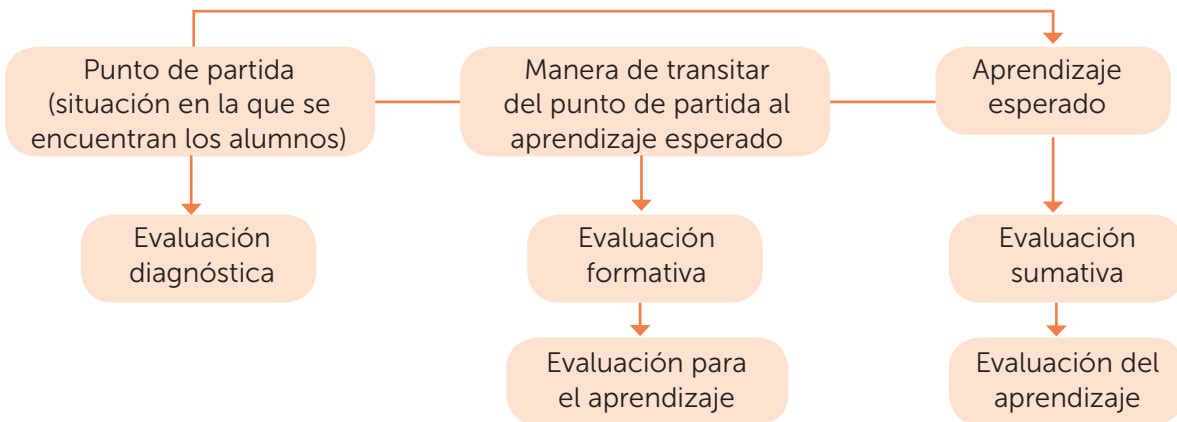 Punto de partida
(situación en la que se
encuentran los alumnos)
Manera de transitar
del punto de partida al
aprendizaje esperado
Aprendizaje
esperado
Evaluación
diagnóstica
Evaluación
formativa
Evaluación
sumativa
Evaluación para
el aprendizaje
Evaluación del
aprendizaje